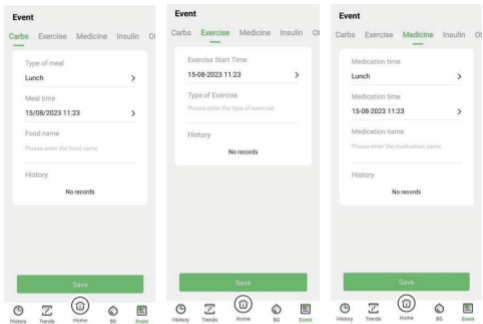 Event
Carbs Exercise Medicine Insulin Ot
Type of meal
Lunch
Meal time
15/08/2023 11:23
Food name
Please enter the food name
History
No records
Save
History Trends Home BG Event
Event
Carbs Exercise Medicine Insulin Ot
Exercise Start Time
15-08-2023 11:23
Type of Exercise
Please enter the type of exercise
History
No records
Save
History Trends Home BG Event
Event
Carbs Exercise Medicine Insulin Ot
Medication time
Lunch
Medication time
15-08-2023 11:23
Medication name
Please enter the medication name
History
No records
Save
History Trends Home BG Event